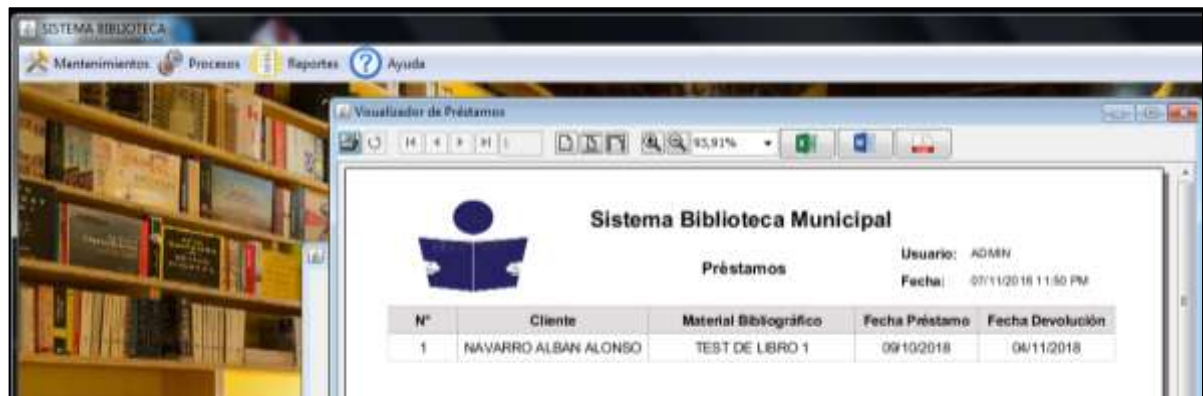 SISTEMA BIBLIOTECA
Mantenimientos Procesos Reportes ? Ayuda
Visualizador de Préstamos
93,91%
Sistema Biblioteca Municipal
Usuario: ADMIN
Préstamos
Fecha: 07/11/2018 11:50 PM
N° Cliente Material Bibliográfico Fecha Préstamo Fecha Devolución
1 NAVARRO ALBAN ALONSO TEST DE LIBRO 1 09/10/2018 04/11/2018